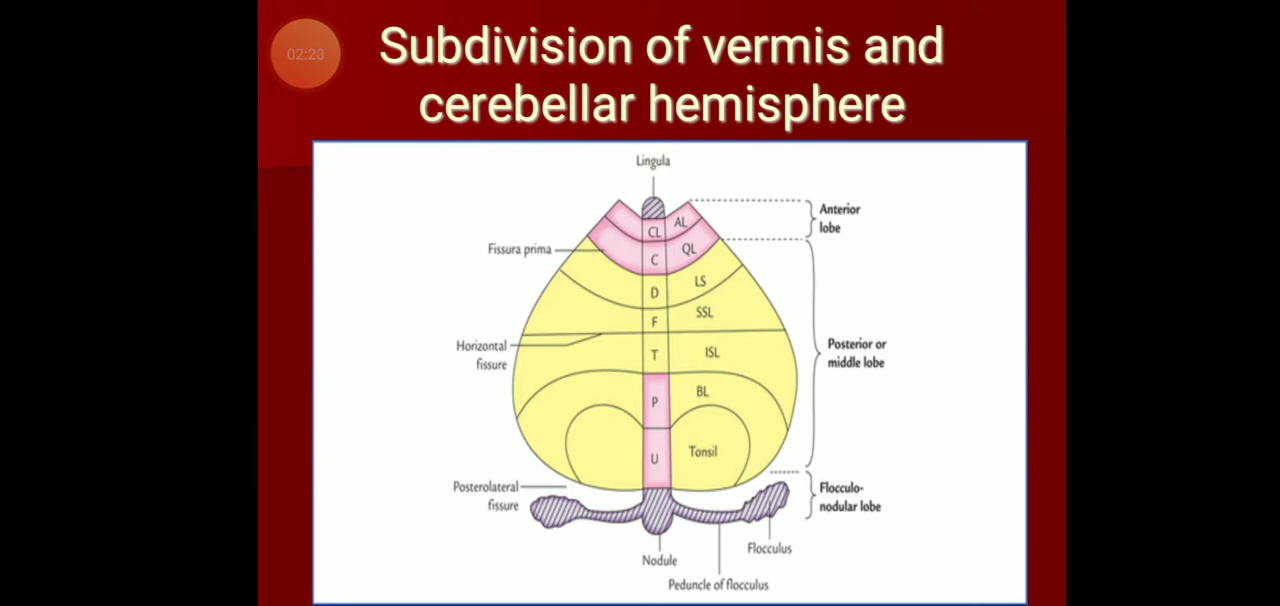 02:23
Subdivision of vermis and
cerebellar hemisphere
Lingula
Anterior
lobe
AL
CL
Fissura prima
QL
C
LS
D
SSL
F
Horizontal
fissure
T
ISL
Posterior or
middle lobe
BL
P
Tonsil
U
Posterolateral
fissure
Flocculo-
nodular lobe
Flocculus
Nodule
Peduncle of flocculus